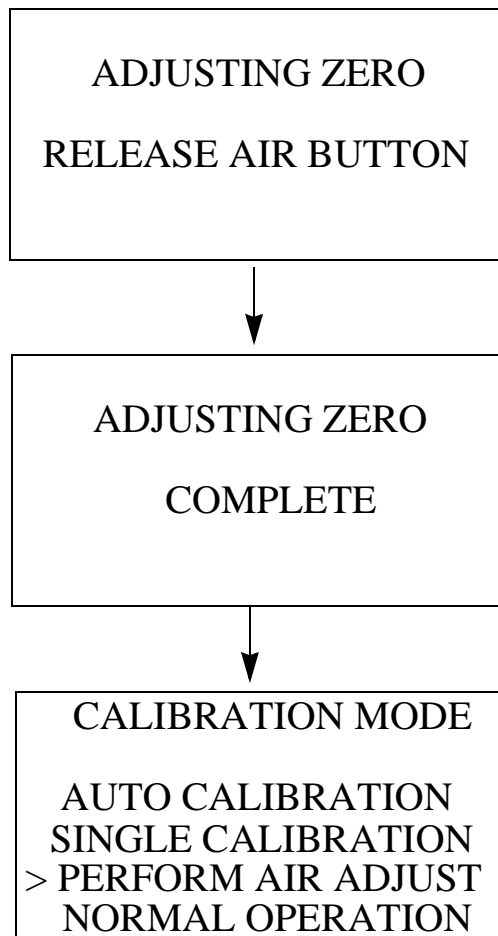 ADJUSTING ZERO
RELEASE AIR BUTTON
ADJUSTING ZERO
COMPLETE
CALIBRATION MODE
AUTO CALIBRATION
SINGLE CALIBRATION
> PERFORM AIR ADJUST
NORMAL OPERATION